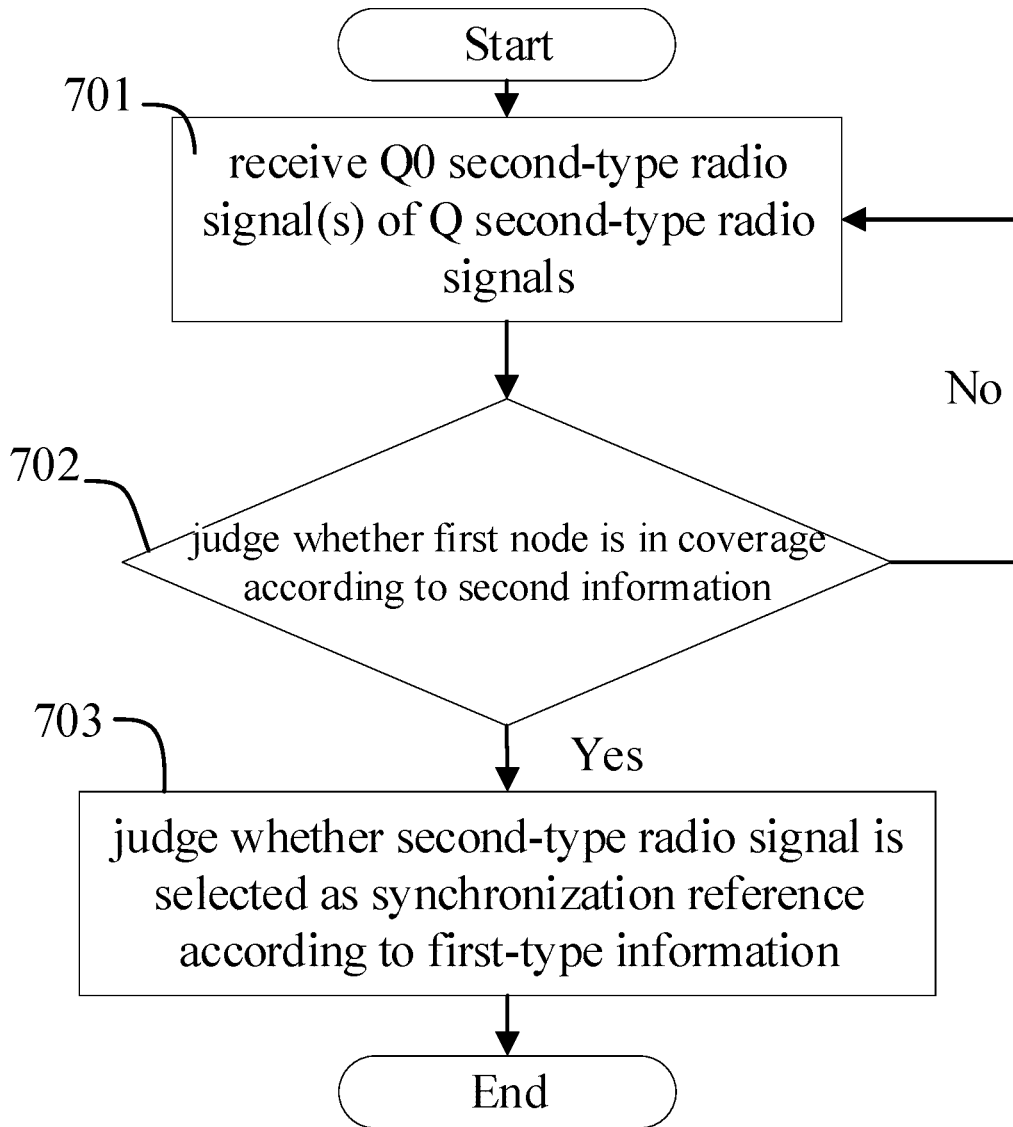 Start
701
receive Q0 second-type radio
signal(s) of Q second-type radio
signals
No
702
judge whether first node is in coverage
according to second information
703
Yes
judge whether second-type radio signal is
selected as synchronization reference
according to first-type information
End